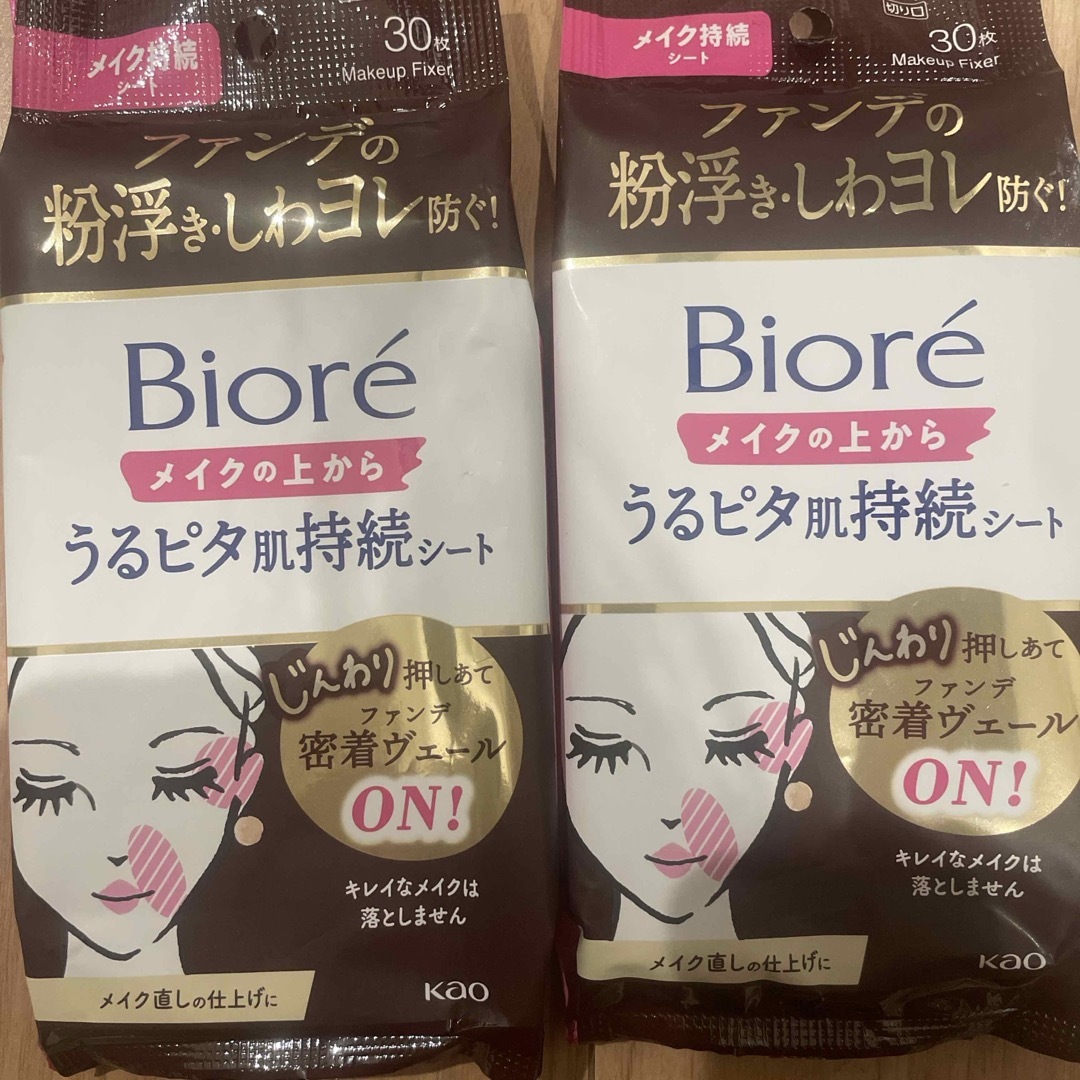 メイク持続
シート
30枚
Makeup Fixer
ファンデの
粉浮き・しわヨレ防ぐ!
Bioré
メイクの上から
うるピタ肌持続シート
じんわり押しあて
ファンデ
密着ヴェール
ON!
キレイなメイクは
落としません
メイク直しの仕上げに
Kao
メイク持続
シート
切り口
30枚
Makeup Fixer
ファンデの
粉浮き・しわヨレ防ぐ!
Bioré
メイクの上から
うるピタ肌持続シート
じんわり押しあて
ファンデ
密着ヴェール
ON!
キレイなメイクは
落としません
メイク直しの仕上げに
Kao